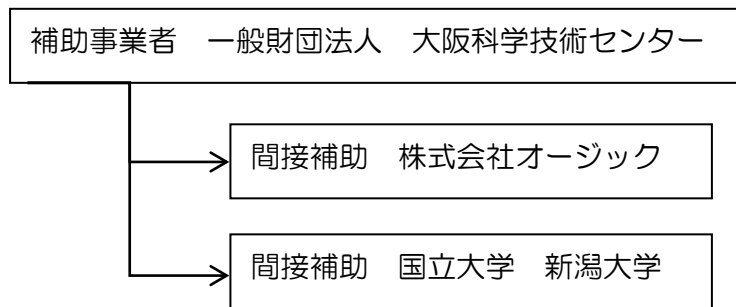 補助事業者　一般財団法人　大阪科学技術センター
間接補助　株式会社オージック
間接補助　国立大学　新潟大学